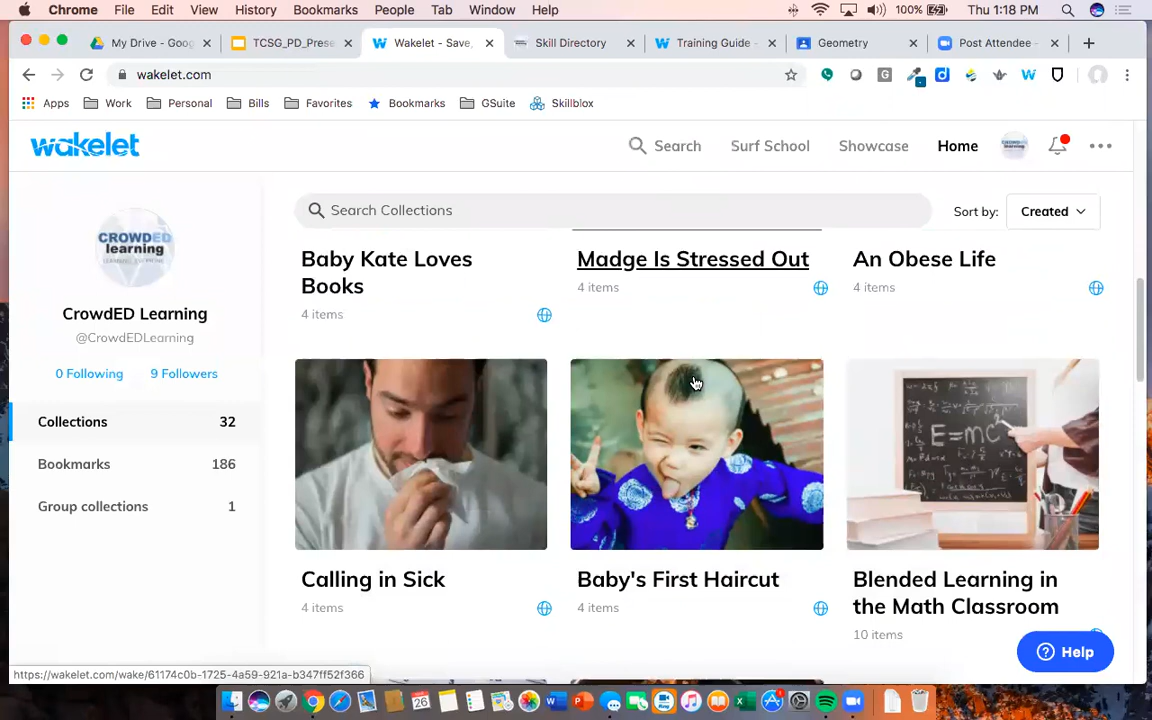 Chrome File Edit View History Bookmarks People Tab Window Help 100% Thu 1:18 PM
My Drive - Goog TCSG_PD_Prese Wakelet - Save, Skill Directory Training Guide - Geometry Post Attendee -
wakelet.com
Apps Work Personal Bills Favorites Bookmarks GSuite Skillblox
wakelet Search Surf School Showcase Home
Search Collections Sort by: Created
CROWDED
learning
CrowdED Learning
@CrowdEDLearning
0 Following 9 Followers
Collections 32
Bookmarks 186
Group collections 1
Baby Kate Loves
Books
4 items
Madge Is Stressed Out
4 items
An Obese Life
4 items
E=mc²
Calling in Sick
4 items
Baby's First Haircut
4 items
Blended Learning in
the Math Classroom
10 items
Help
https://wakelet.com/wake/61174c0b-1725-4a59-921a-b347ff52f366
26